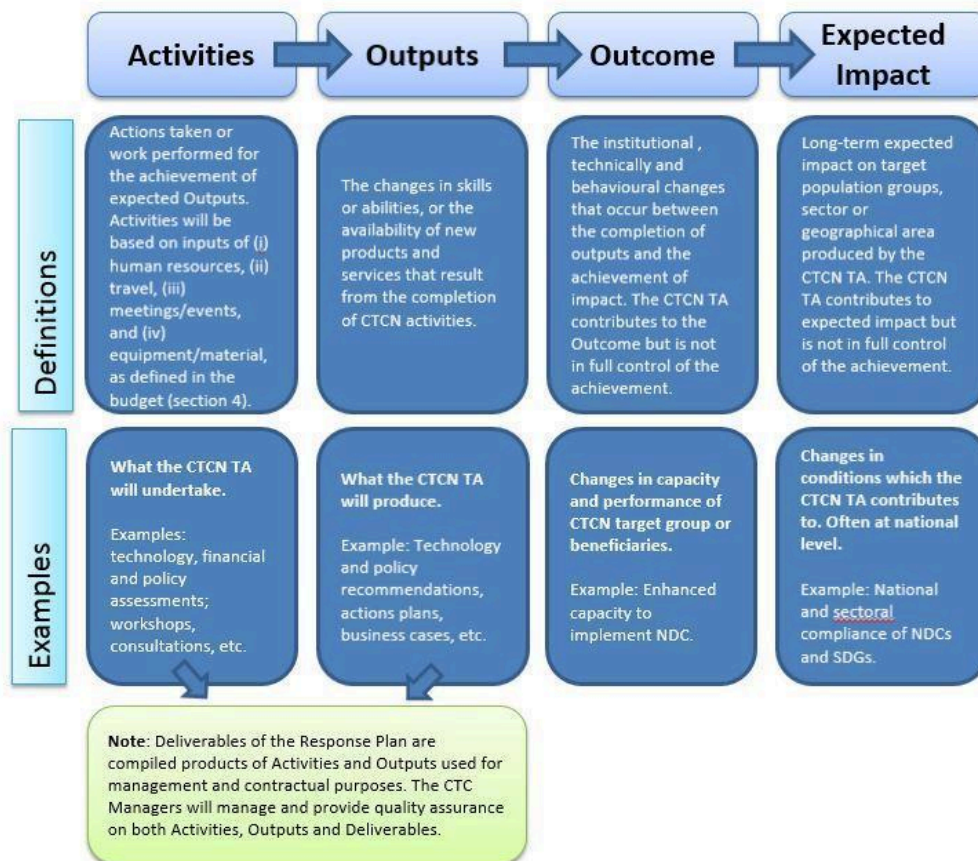 Activities
Outputs
Outcome
Expected
Impact
Definitions
Actions taken or
work performed for
the achievement of
expected Outputs.
Activities will be
based on inputs of (i)
human resources, (ii)
travel, (iii)
meetings/events,
and (iv)
equipment/material,
as defined in the
budget (section 4).
The changes in skills
or abilities, or the
availability of new
products and
services that result
from the completion
of CTCN activities.
The institutional ,
technically and
behavioural changes
that occur between
the completion of
outputs and the
achievement of
impact. The CTCN TA
contributes to the
Outcome but is not
in full control of the
achievement.
Long-term expected
impact on target
population groups,
sector or
geographical area
produced by the
CTCN TA. The CTCN
TA contributes to
expected impact but
is not in full control
of the achievement.
Examples
What the CTCN TA
will undertake.
Examples:
technology, financial
and policy
assessments;
workshops,
consultations, etc.
What the CTCN TA
will produce.
Example: Technology
and policy
recommendations,
actions plans,
business cases, etc.
Changes in capacity
and performance of
CTCN target group or
beneficiaries.
Example: Enhanced
capacity to
implement NDC.
Changes in
conditions which the
CTCN TA contributes
to. Often at national
level.
Example: National
and sectoral
compliance of NDCs
and SDGs.
Note: Deliverables of the Response Plan are
compiled products of Activities and Outputs used for
management and contractual purposes. The CTC
Managers will manage and provide quality assurance
on both Activities, Outputs and Deliverables.